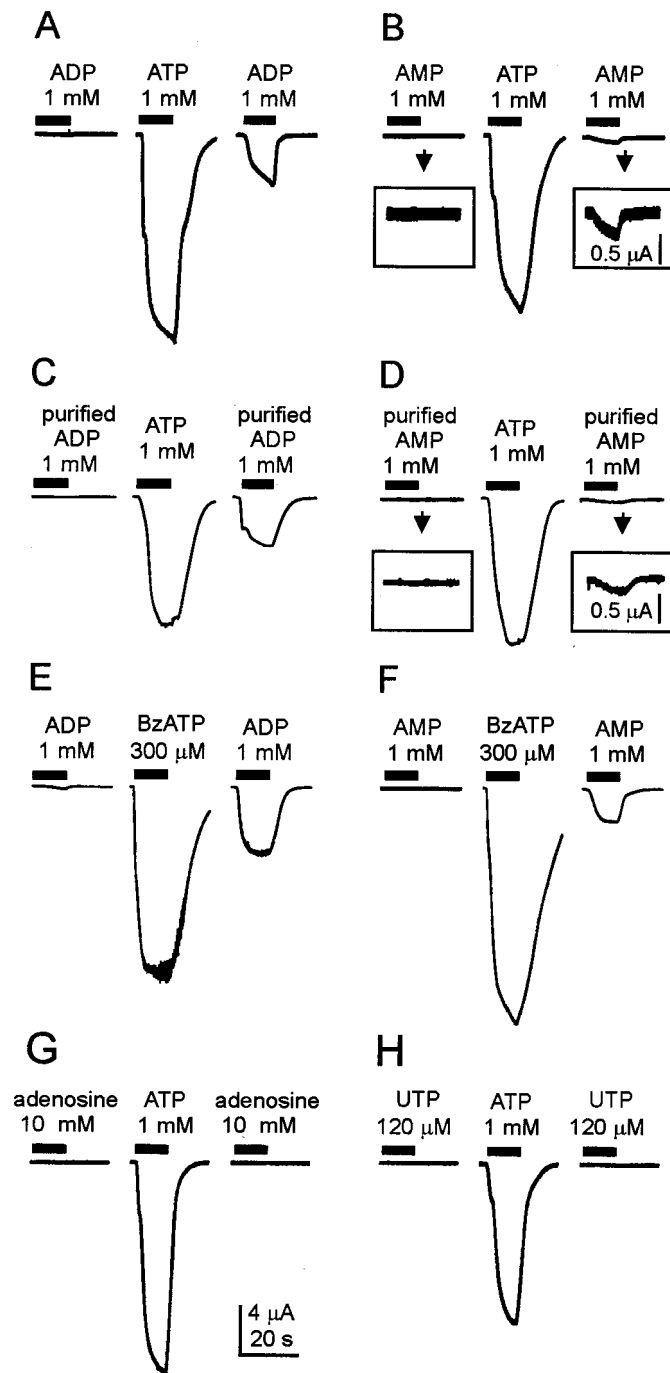 A
ADP
1 mM
ATP
1 mM
ADP
1 mM
B
AMP
1 mM
ATP
1 mM
AMP
1 mM
0.5 µA
C
purified
ADP
1 mM
ATP
1 mM
purified
ADP
1 mM
D
purified
AMP
1 mM
ATP
1 mM
purified
AMP
1 mM
0.5 µA
E
ADP
1 mM
BzATP
300 µM
ADP
1 mM
F
AMP
1 mM
BzATP
300 µM
AMP
1 mM
G
adenosine
10 mM
ATP
1 mM
adenosine
10 mM
4 µA
20 s
H
UTP
120 µM
ATP
1 mM
UTP
120 µM